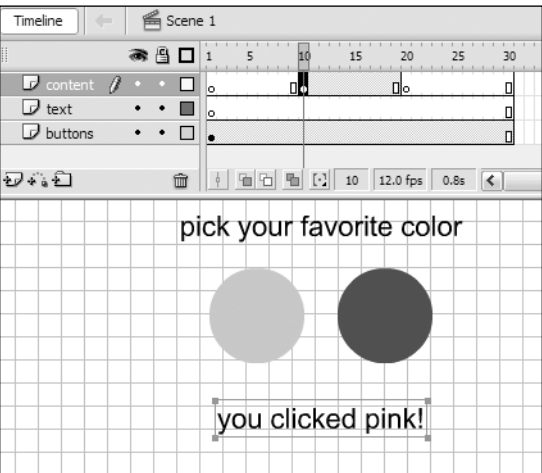 Timeline
Scene 1
1 5 10 15 20 25 30
content
text
buttons
10 12.0 fps 0.8s
pick your favorite color
you clicked pink!